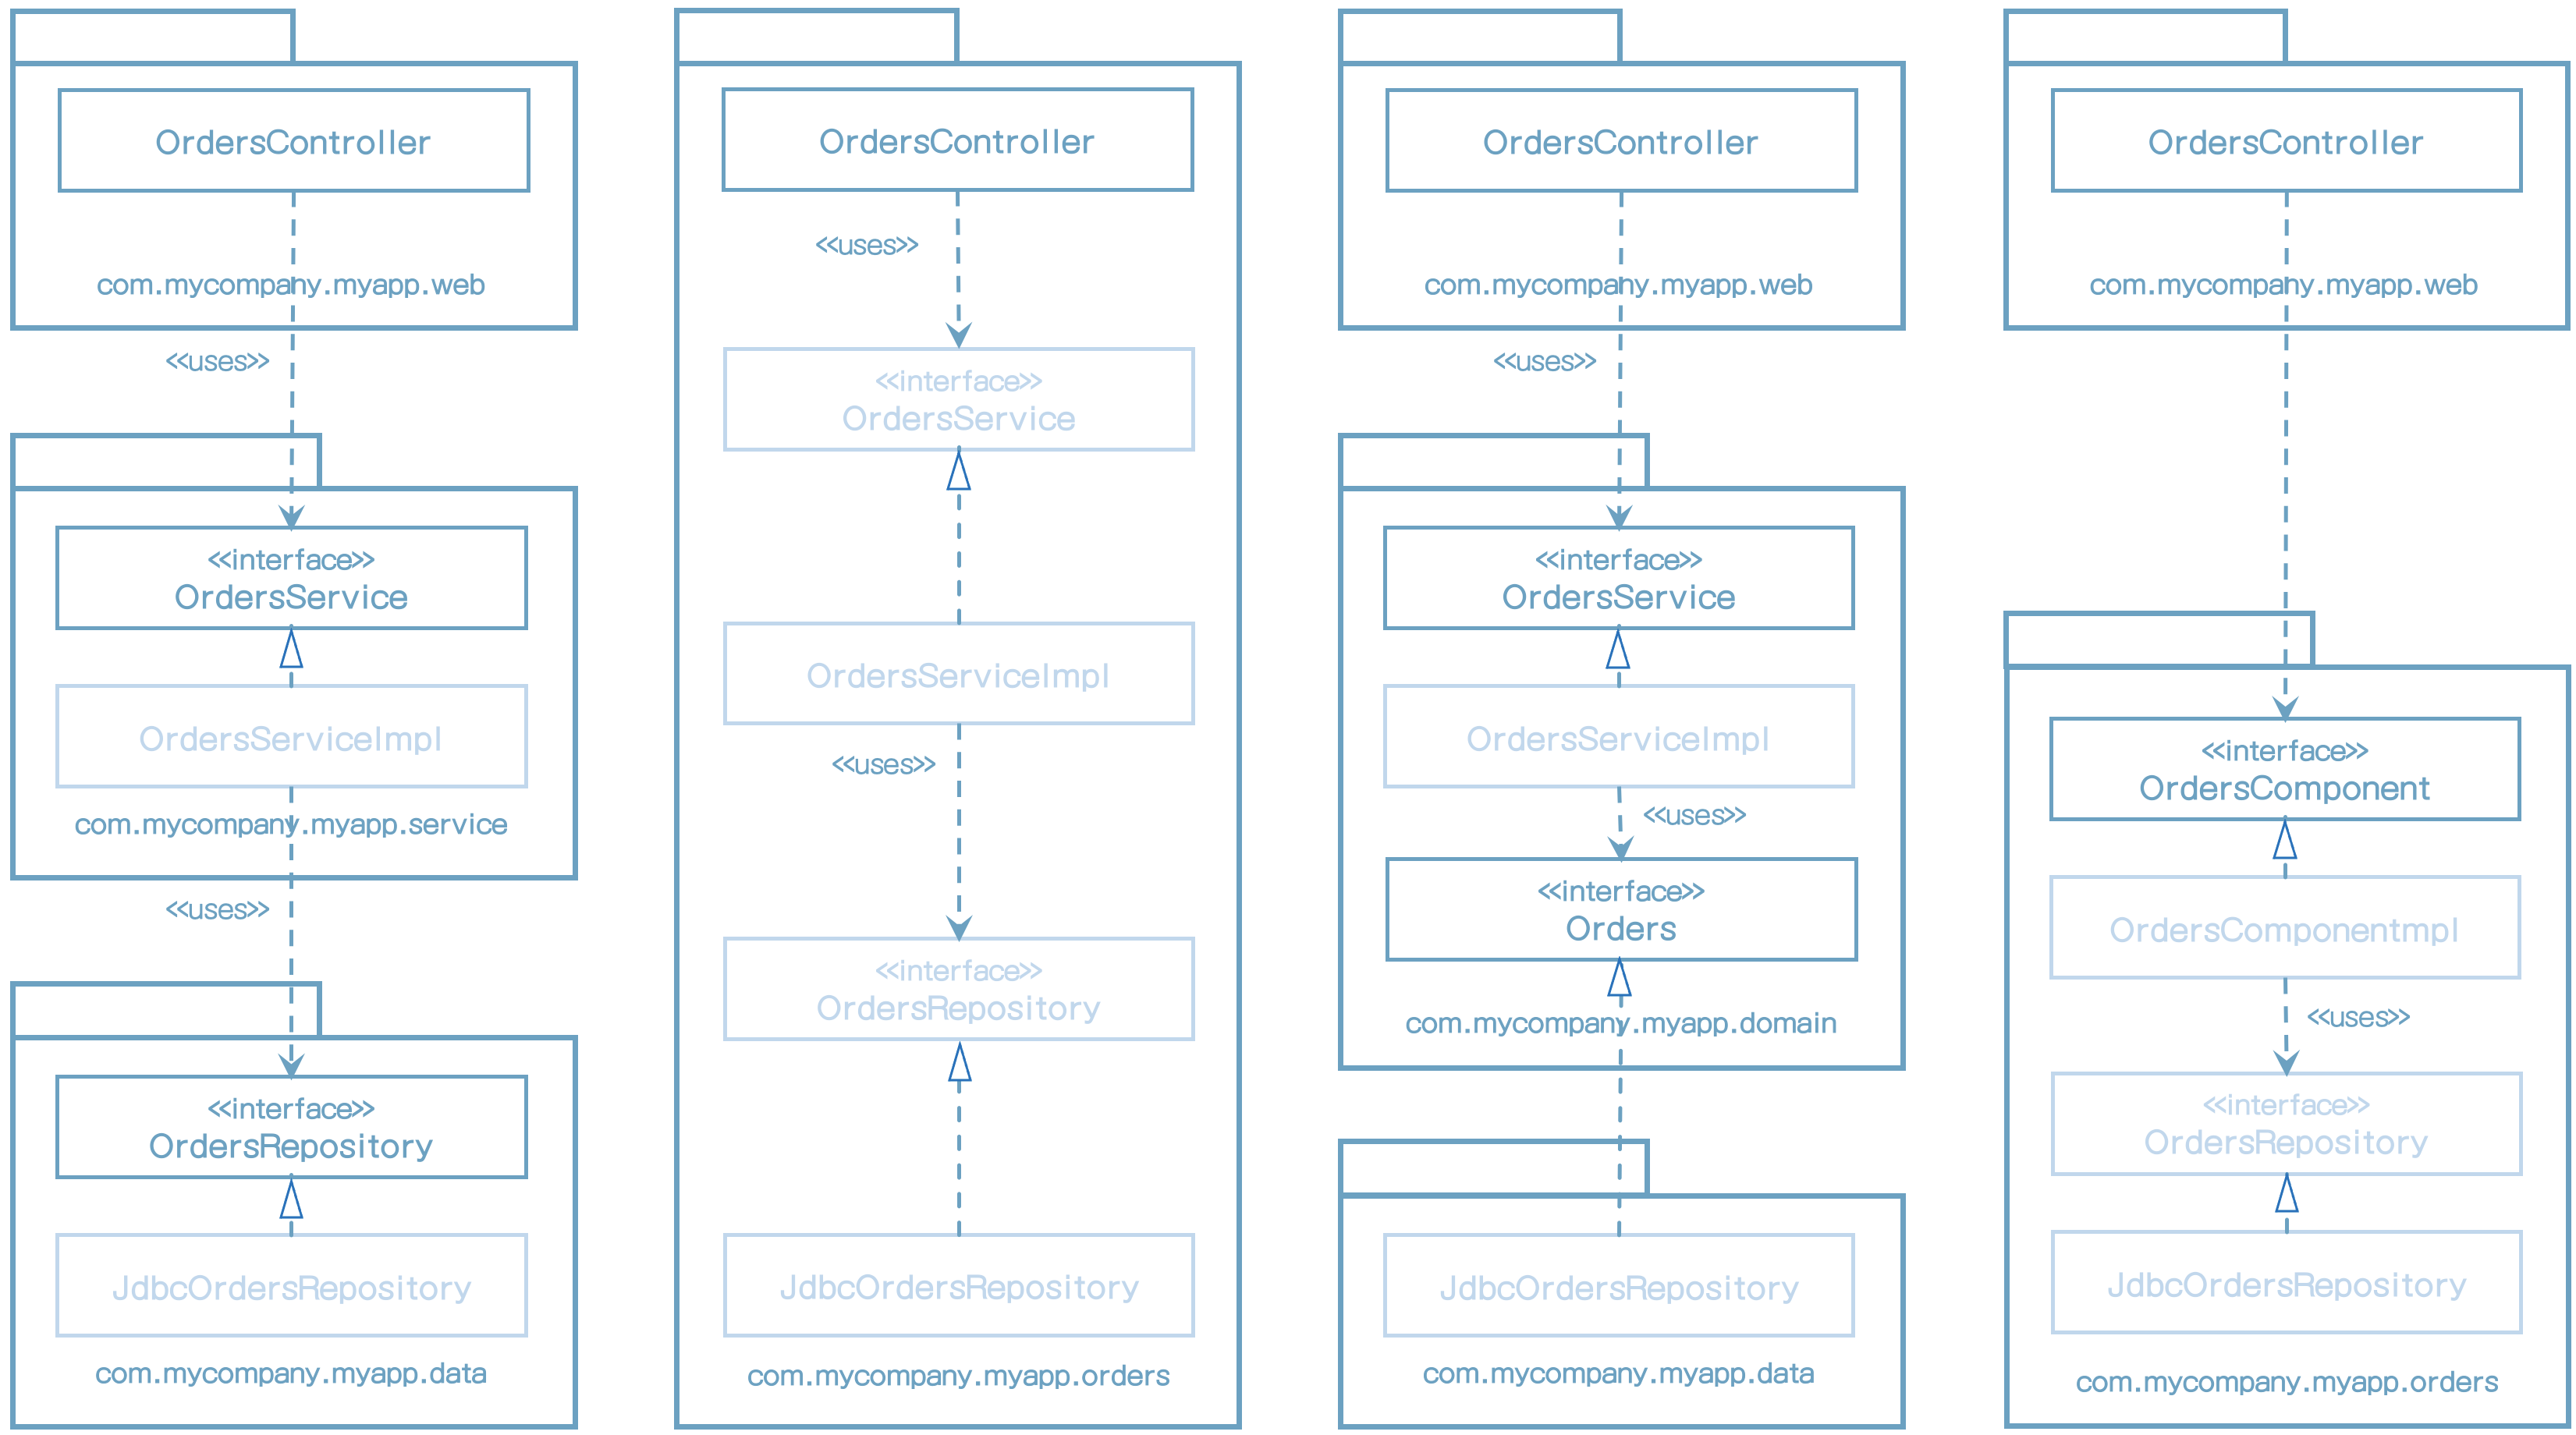 OrdersController
com.mycompany.myapp.web
<<uses>>
<<interface>>
OrdersService
OrdersServiceImpl
com.mycompany.myapp.service
<<uses>>
<<interface>>
OrdersRepository
JdbcOrdersRepository
com.mycompany.myapp.data
OrdersController
<<uses>>
<<interface>>
OrdersService
OrdersServiceImpl
<<uses>>
<<interface>>
OrdersRepository
JdbcOrdersRepository
com.mycompany.myapp.orders
OrdersController
com.mycompany.myapp.web
<<uses>>
<<interface>>
OrdersService
OrdersServiceImpl
<<uses>>
<<interface>>
Orders
com.mycompany.myapp.domain
JdbcOrdersRepository
com.mycompany.myapp.data
OrdersController
com.mycompany.myapp.web
<<interface>>
OrdersComponent
OrdersComponentmpl
<<uses>>
<<interface>>
OrdersRepository
JdbcOrdersRepository
com.mycompany.myapp.orders